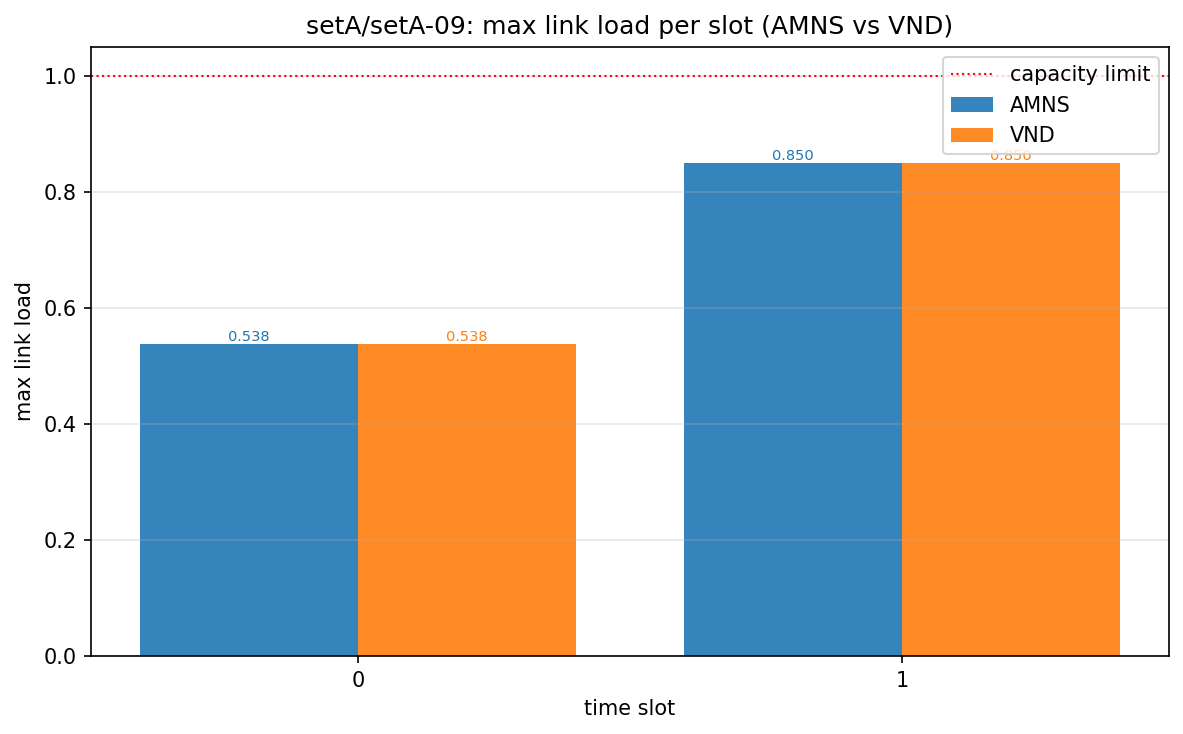 setA/setA-09: max link load per slot (AMNS vs VND)
capacity limit
AMNS
VND
max link load
1.0
0.8
0.6
0.4
0.2
0.0
0.538
0.538
0.850
0.850
0
1
time slot